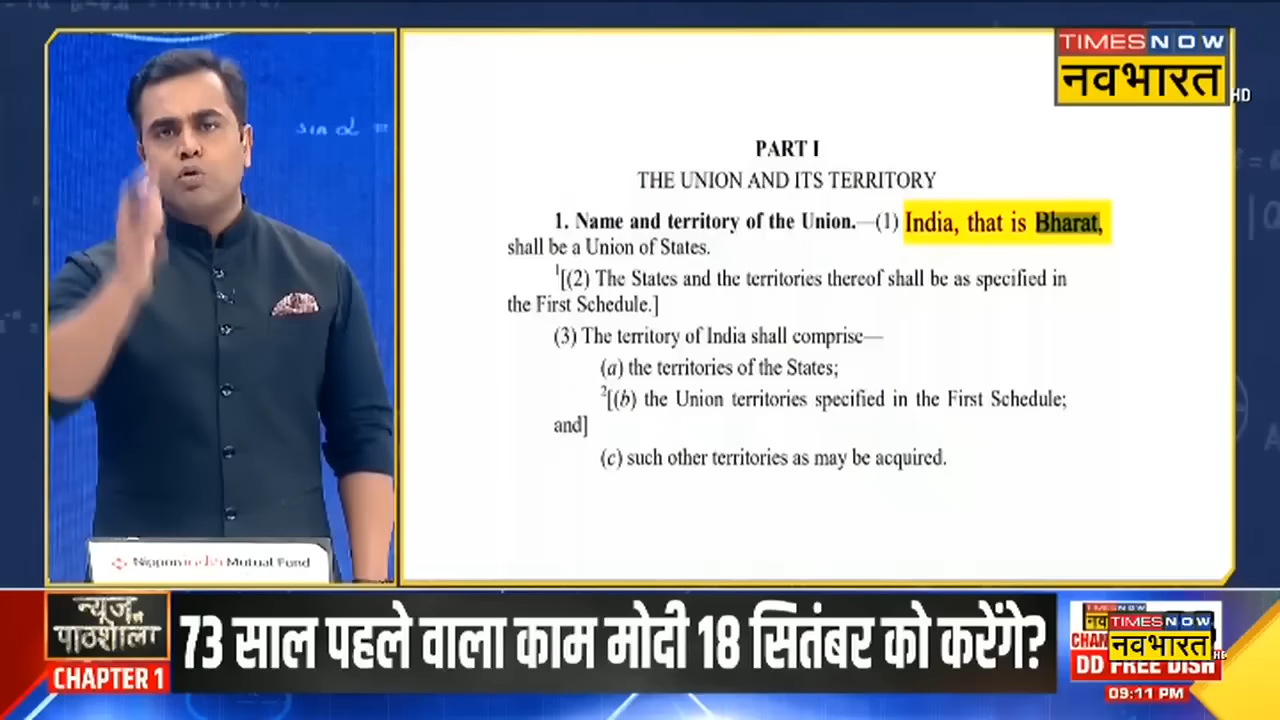 TIMES NOW
नवभारत
HD
sin α =
PART I
THE UNION AND ITS TERRITORY
1. Name and territory of the Union.—(1) India, that is Bharat,
shall be a Union of States.
1[(2) The States and the territories thereof shall be as specified in
the First Schedule.]
(3) The territory of India shall comprise—
(a) the territories of the States;
2[(b) the Union territories specified in the First Schedule;
and]
(c) such other territories as may be acquired.
Nippon India Mutual Fund
न्यूज़ की
पाठशाला
CHAPTER 1
73 साल पहले वाला काम मोदी 18 सितंबर को करेंगे?
TIMES NOW
नवभारत
DD FREE DISH
09:11 PM